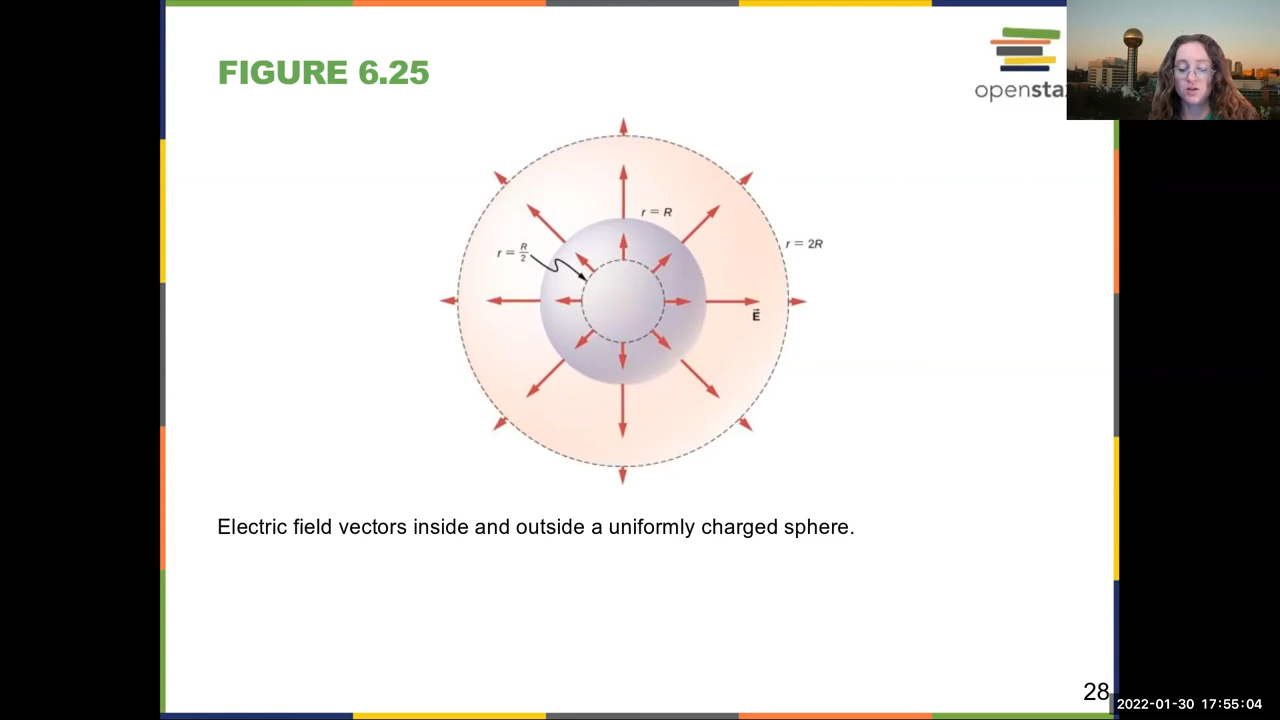 FIGURE 6.25
openstax
r = R
r = R/2
r = 2R
E⃗
Electric field vectors inside and outside a uniformly charged sphere.
28
2022-01-30 17:55:04